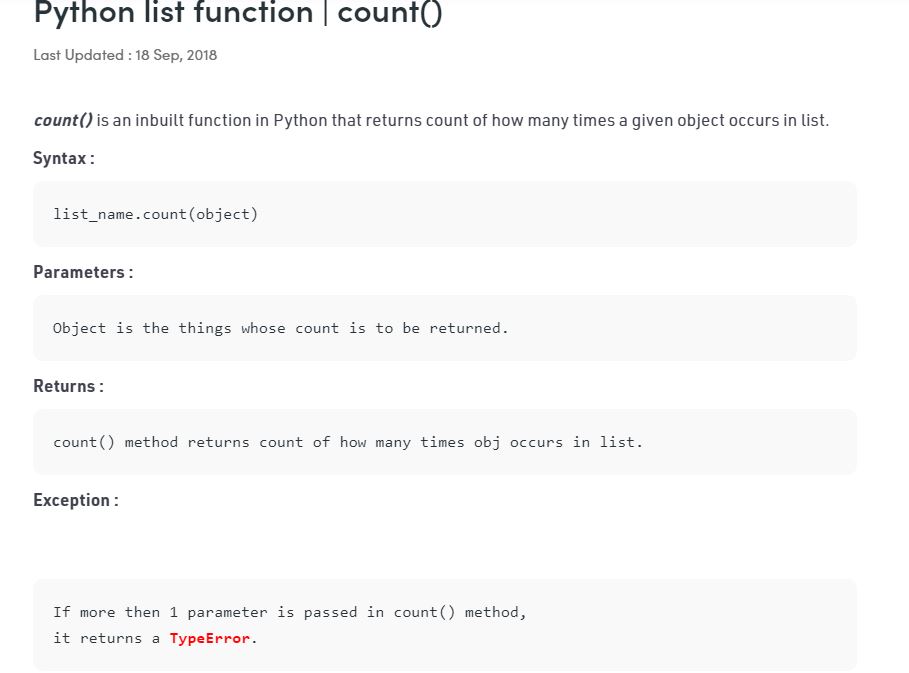 Python list function | count()
Last Updated : 18 Sep, 2018
count() is an inbuilt function in Python that returns count of how many times a given object occurs in list.
Syntax :
list_name.count(object)
Parameters :
Object is the things whose count is to be returned.
Returns :
count() method returns count of how many times obj occurs in list.
Exception :
If more then 1 parameter is passed in count() method,
it returns a TypeError.